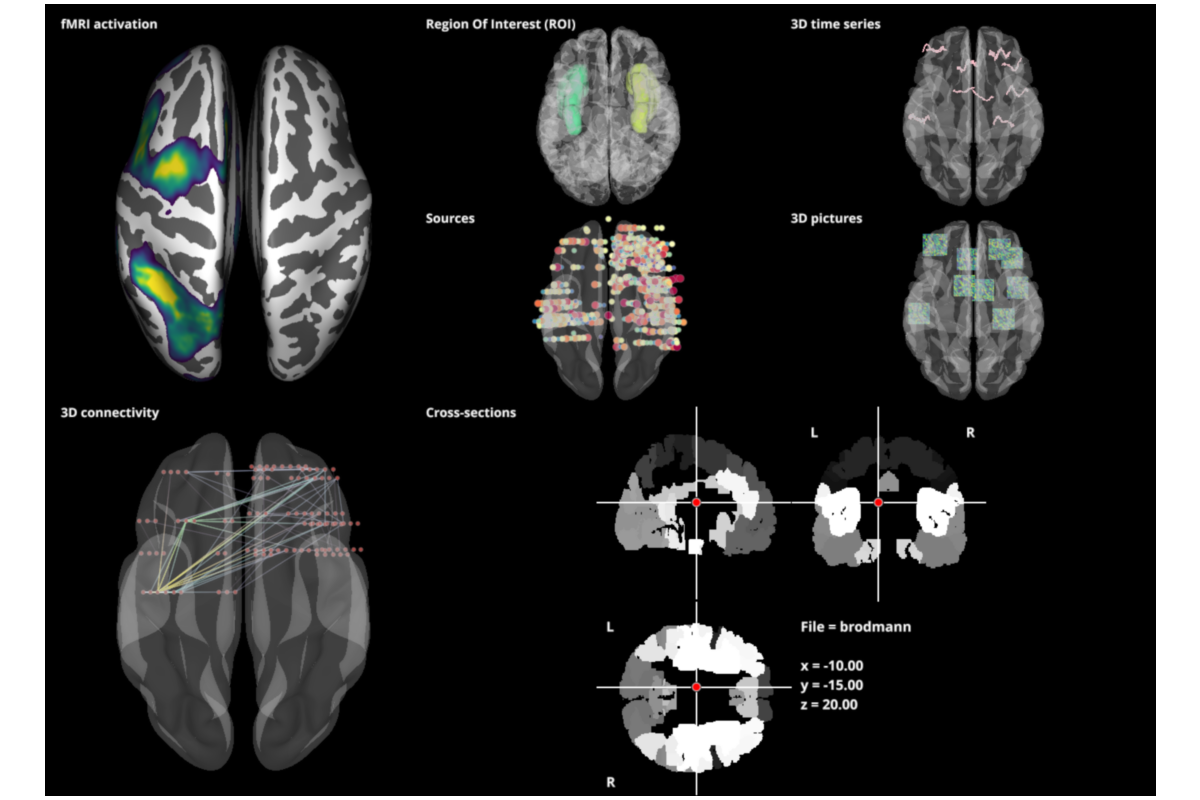 fMRI activation
Region Of Interest (ROI)
3D time series
Sources
3D pictures
3D connectivity
Cross-sections
L
R
L
File = brodmann
x = -10.00
y = -15.00
z = 20.00
R